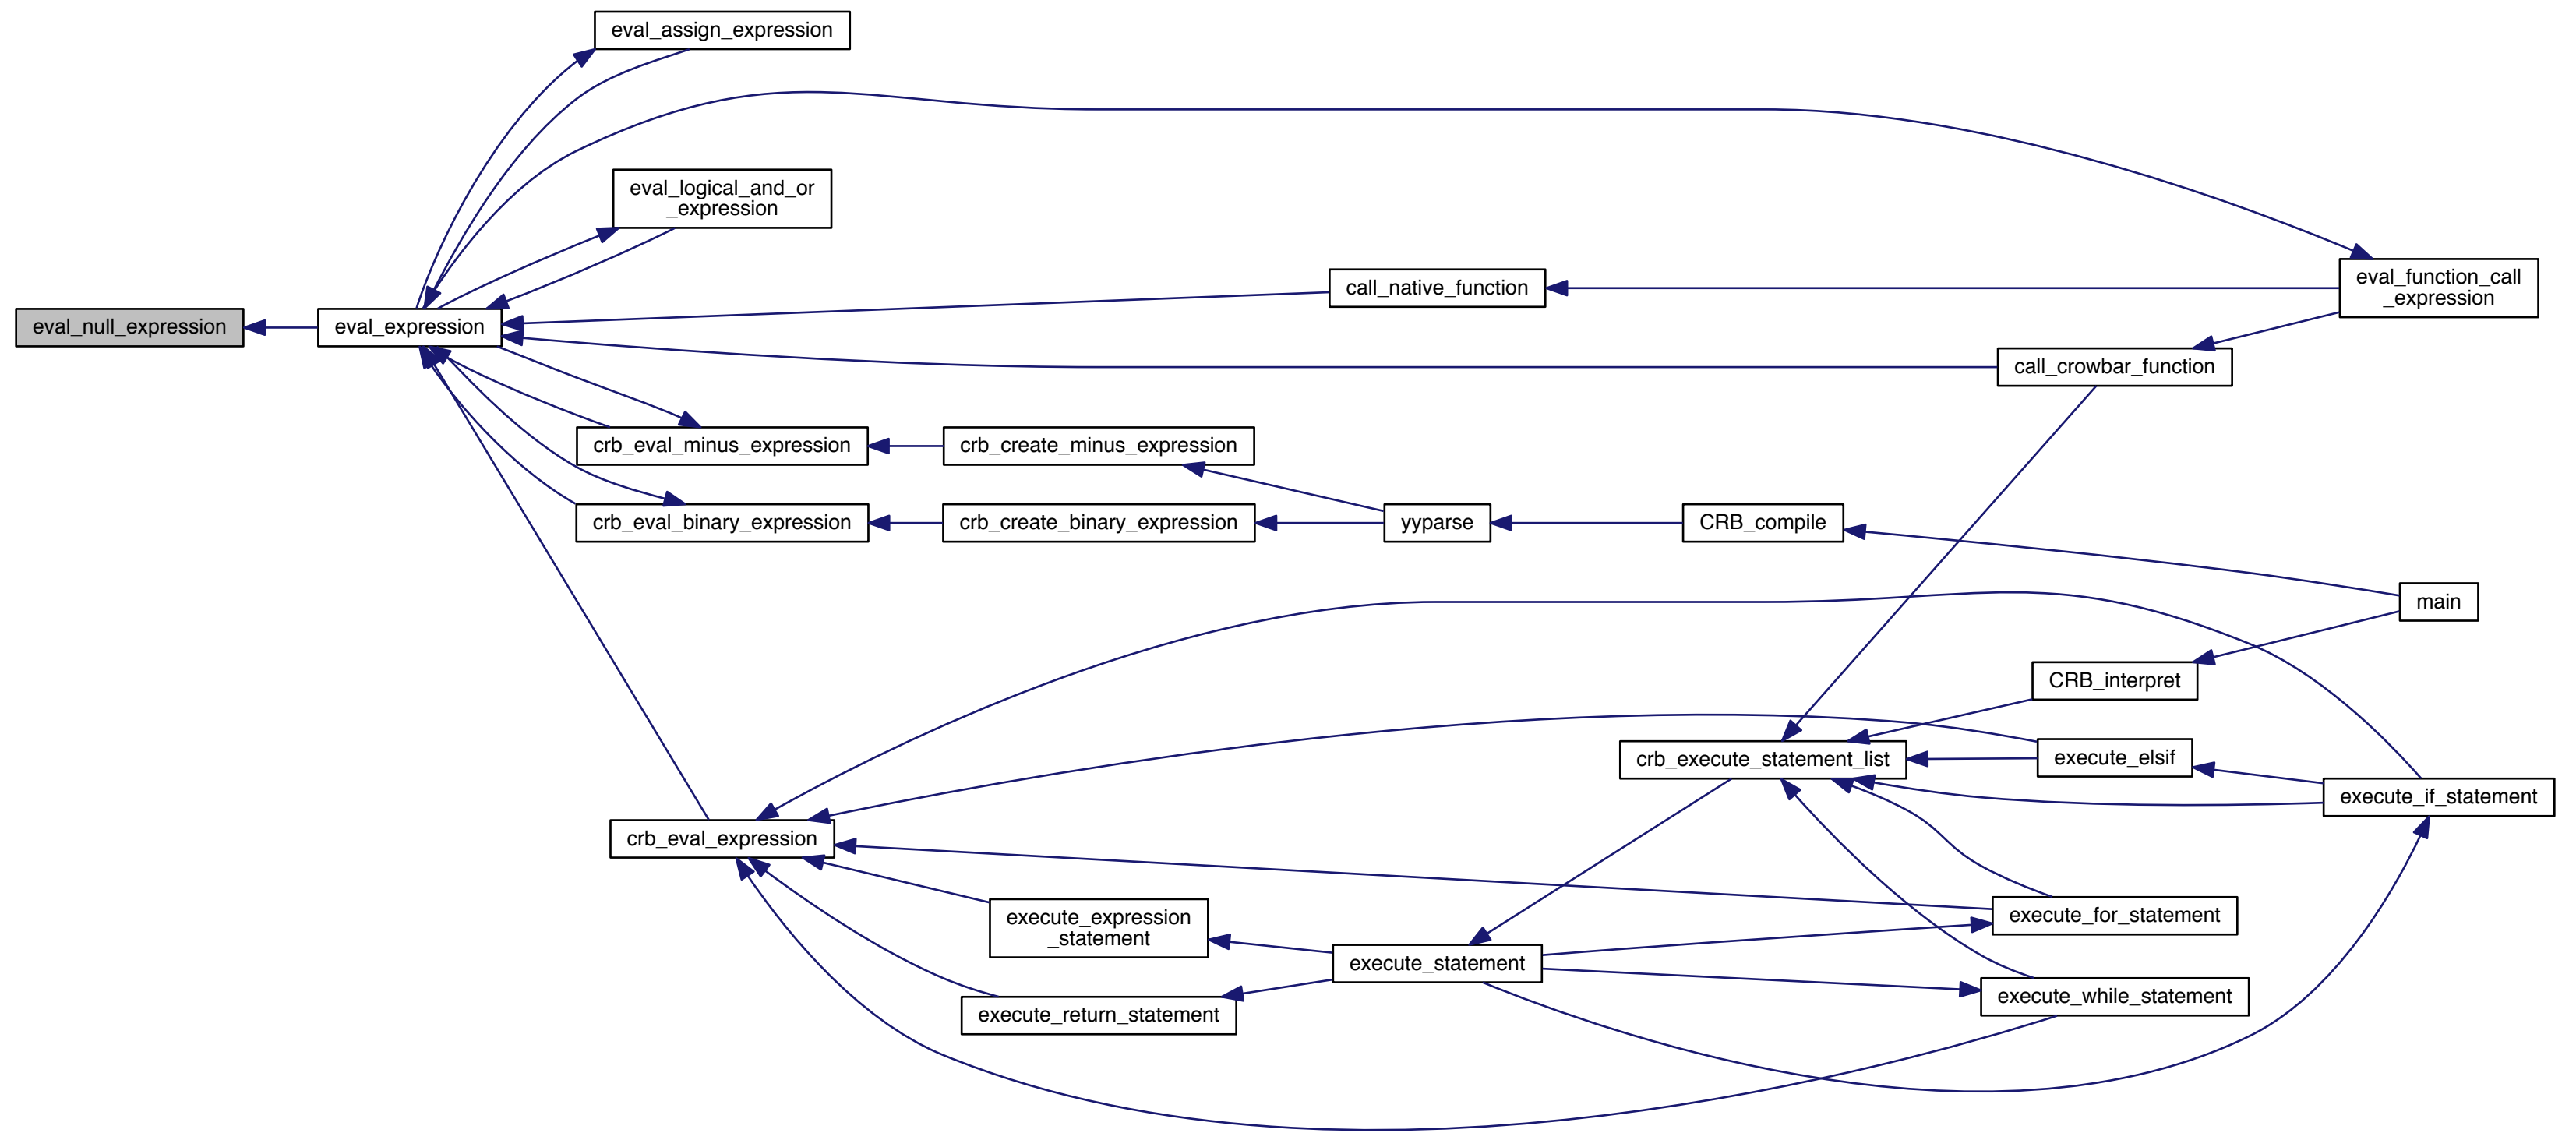 eval_assign_expression
eval_logical_and_or
_expression
eval_function_call
_expression
call_native_function
eval_null_expression
eval_expression
call_crowbar_function
crb_eval_minus_expression
crb_create_minus_expression
crb_eval_binary_expression
crb_create_binary_expression
yyparse
CRB_compile
main
CRB_interpret
crb_execute_statement_list
execute_elsif
execute_if_statement
crb_eval_expression
execute_expression
_statement
execute_for_statement
execute_statement
execute_while_statement
execute_return_statement